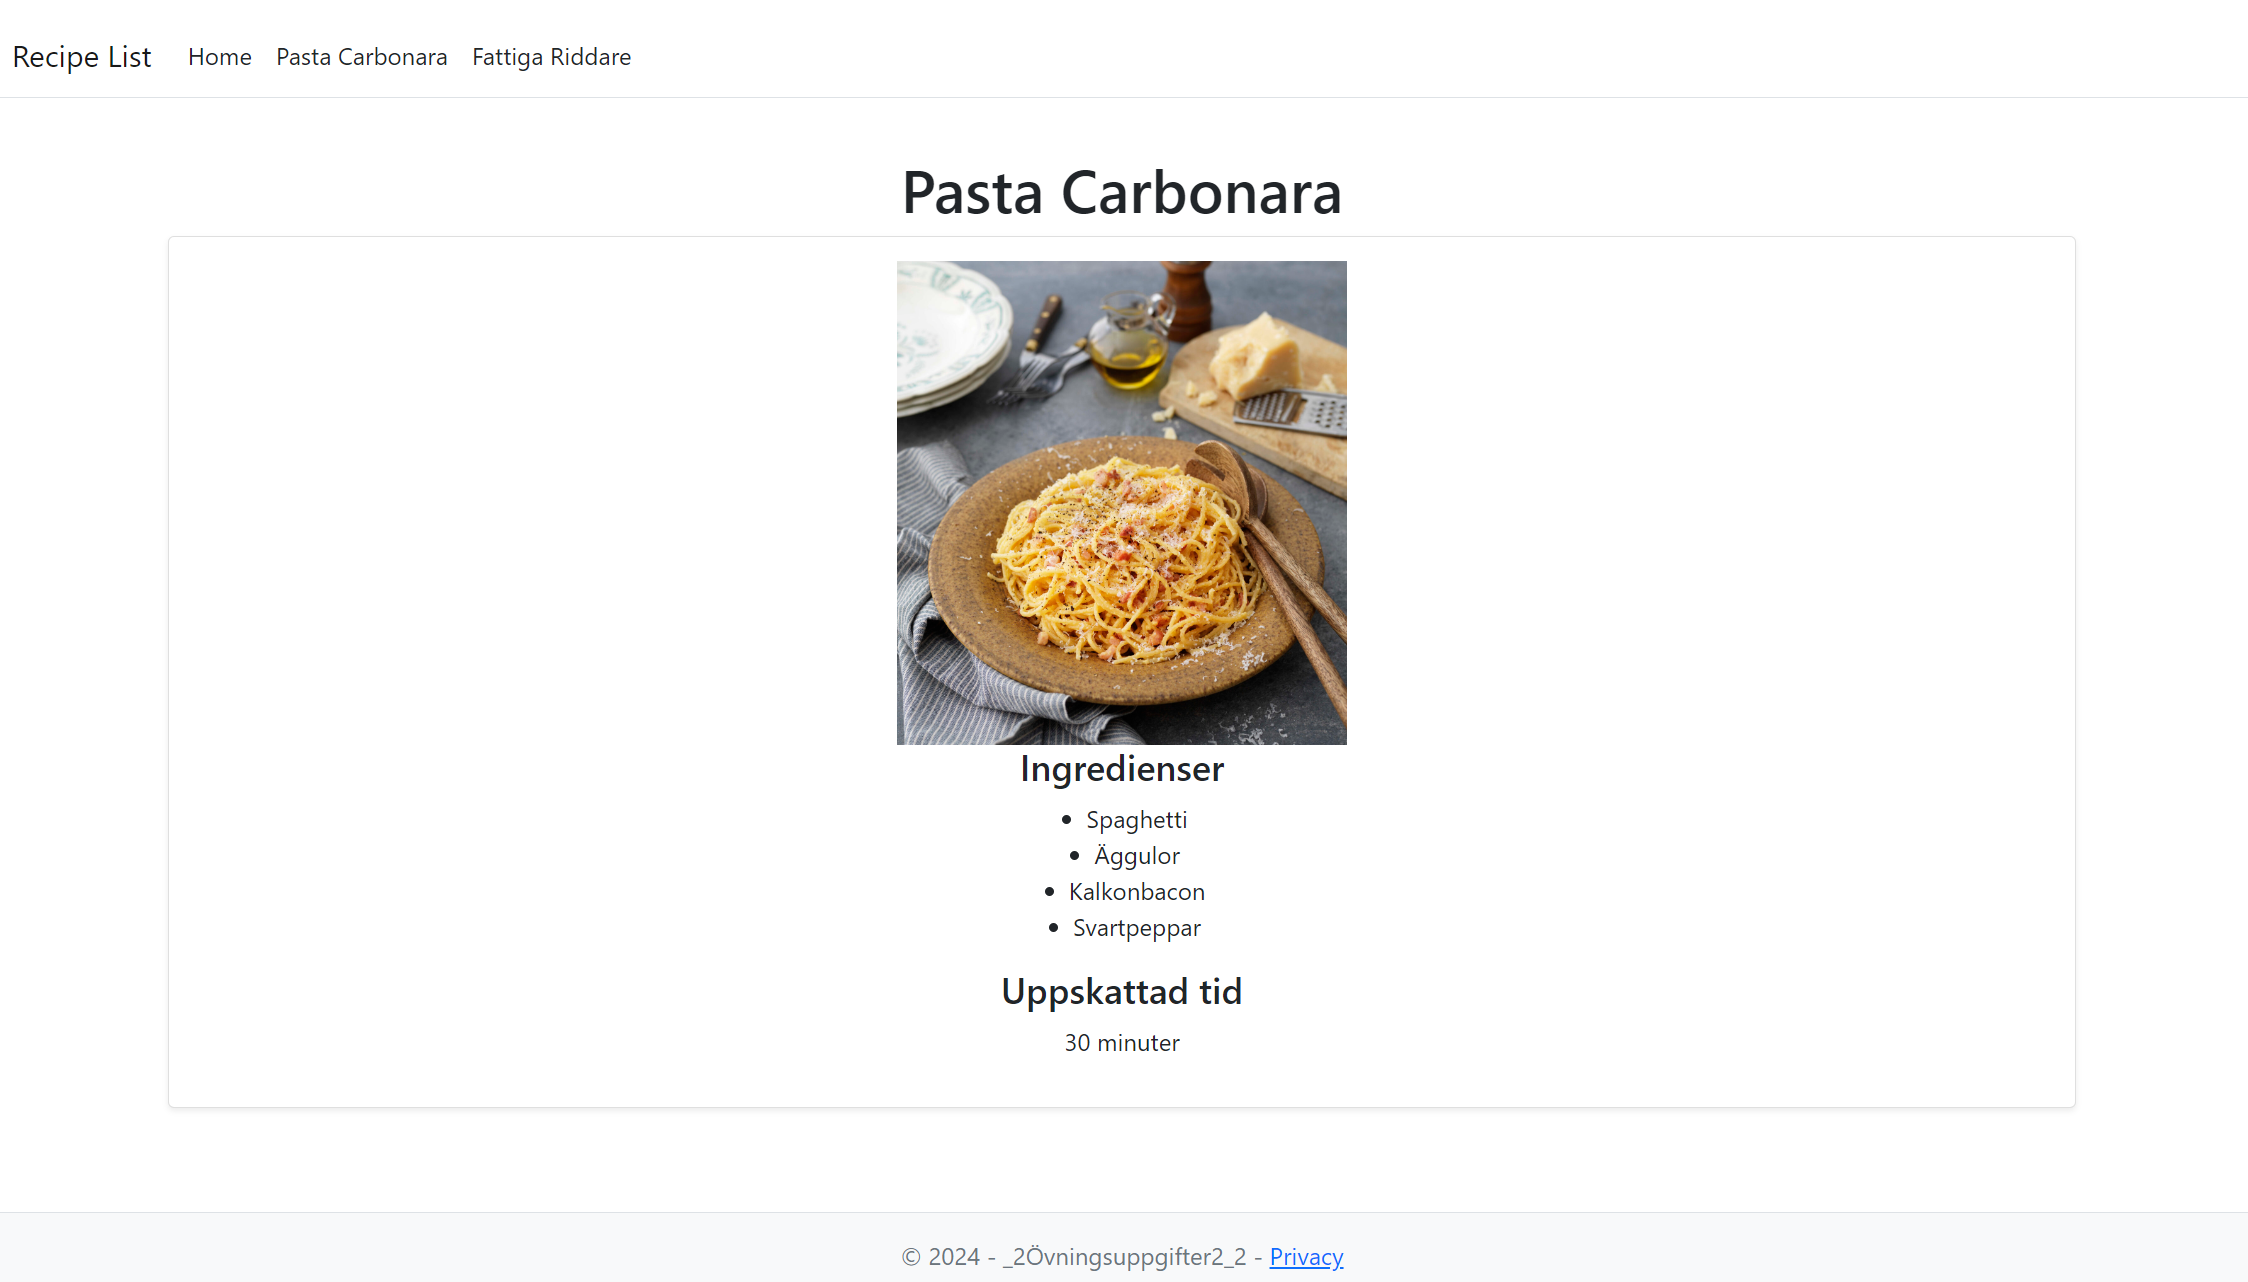 Recipe List Home Pasta Carbonara Fattiga Riddare
Pasta Carbonara
Ingredienser
• Spaghetti
• Äggulor
• Kalkonbacon
• Svartpeppar
Uppskattad tid
30 minuter
© 2024 - _2Övningsuppgifter2_2 - Privacy